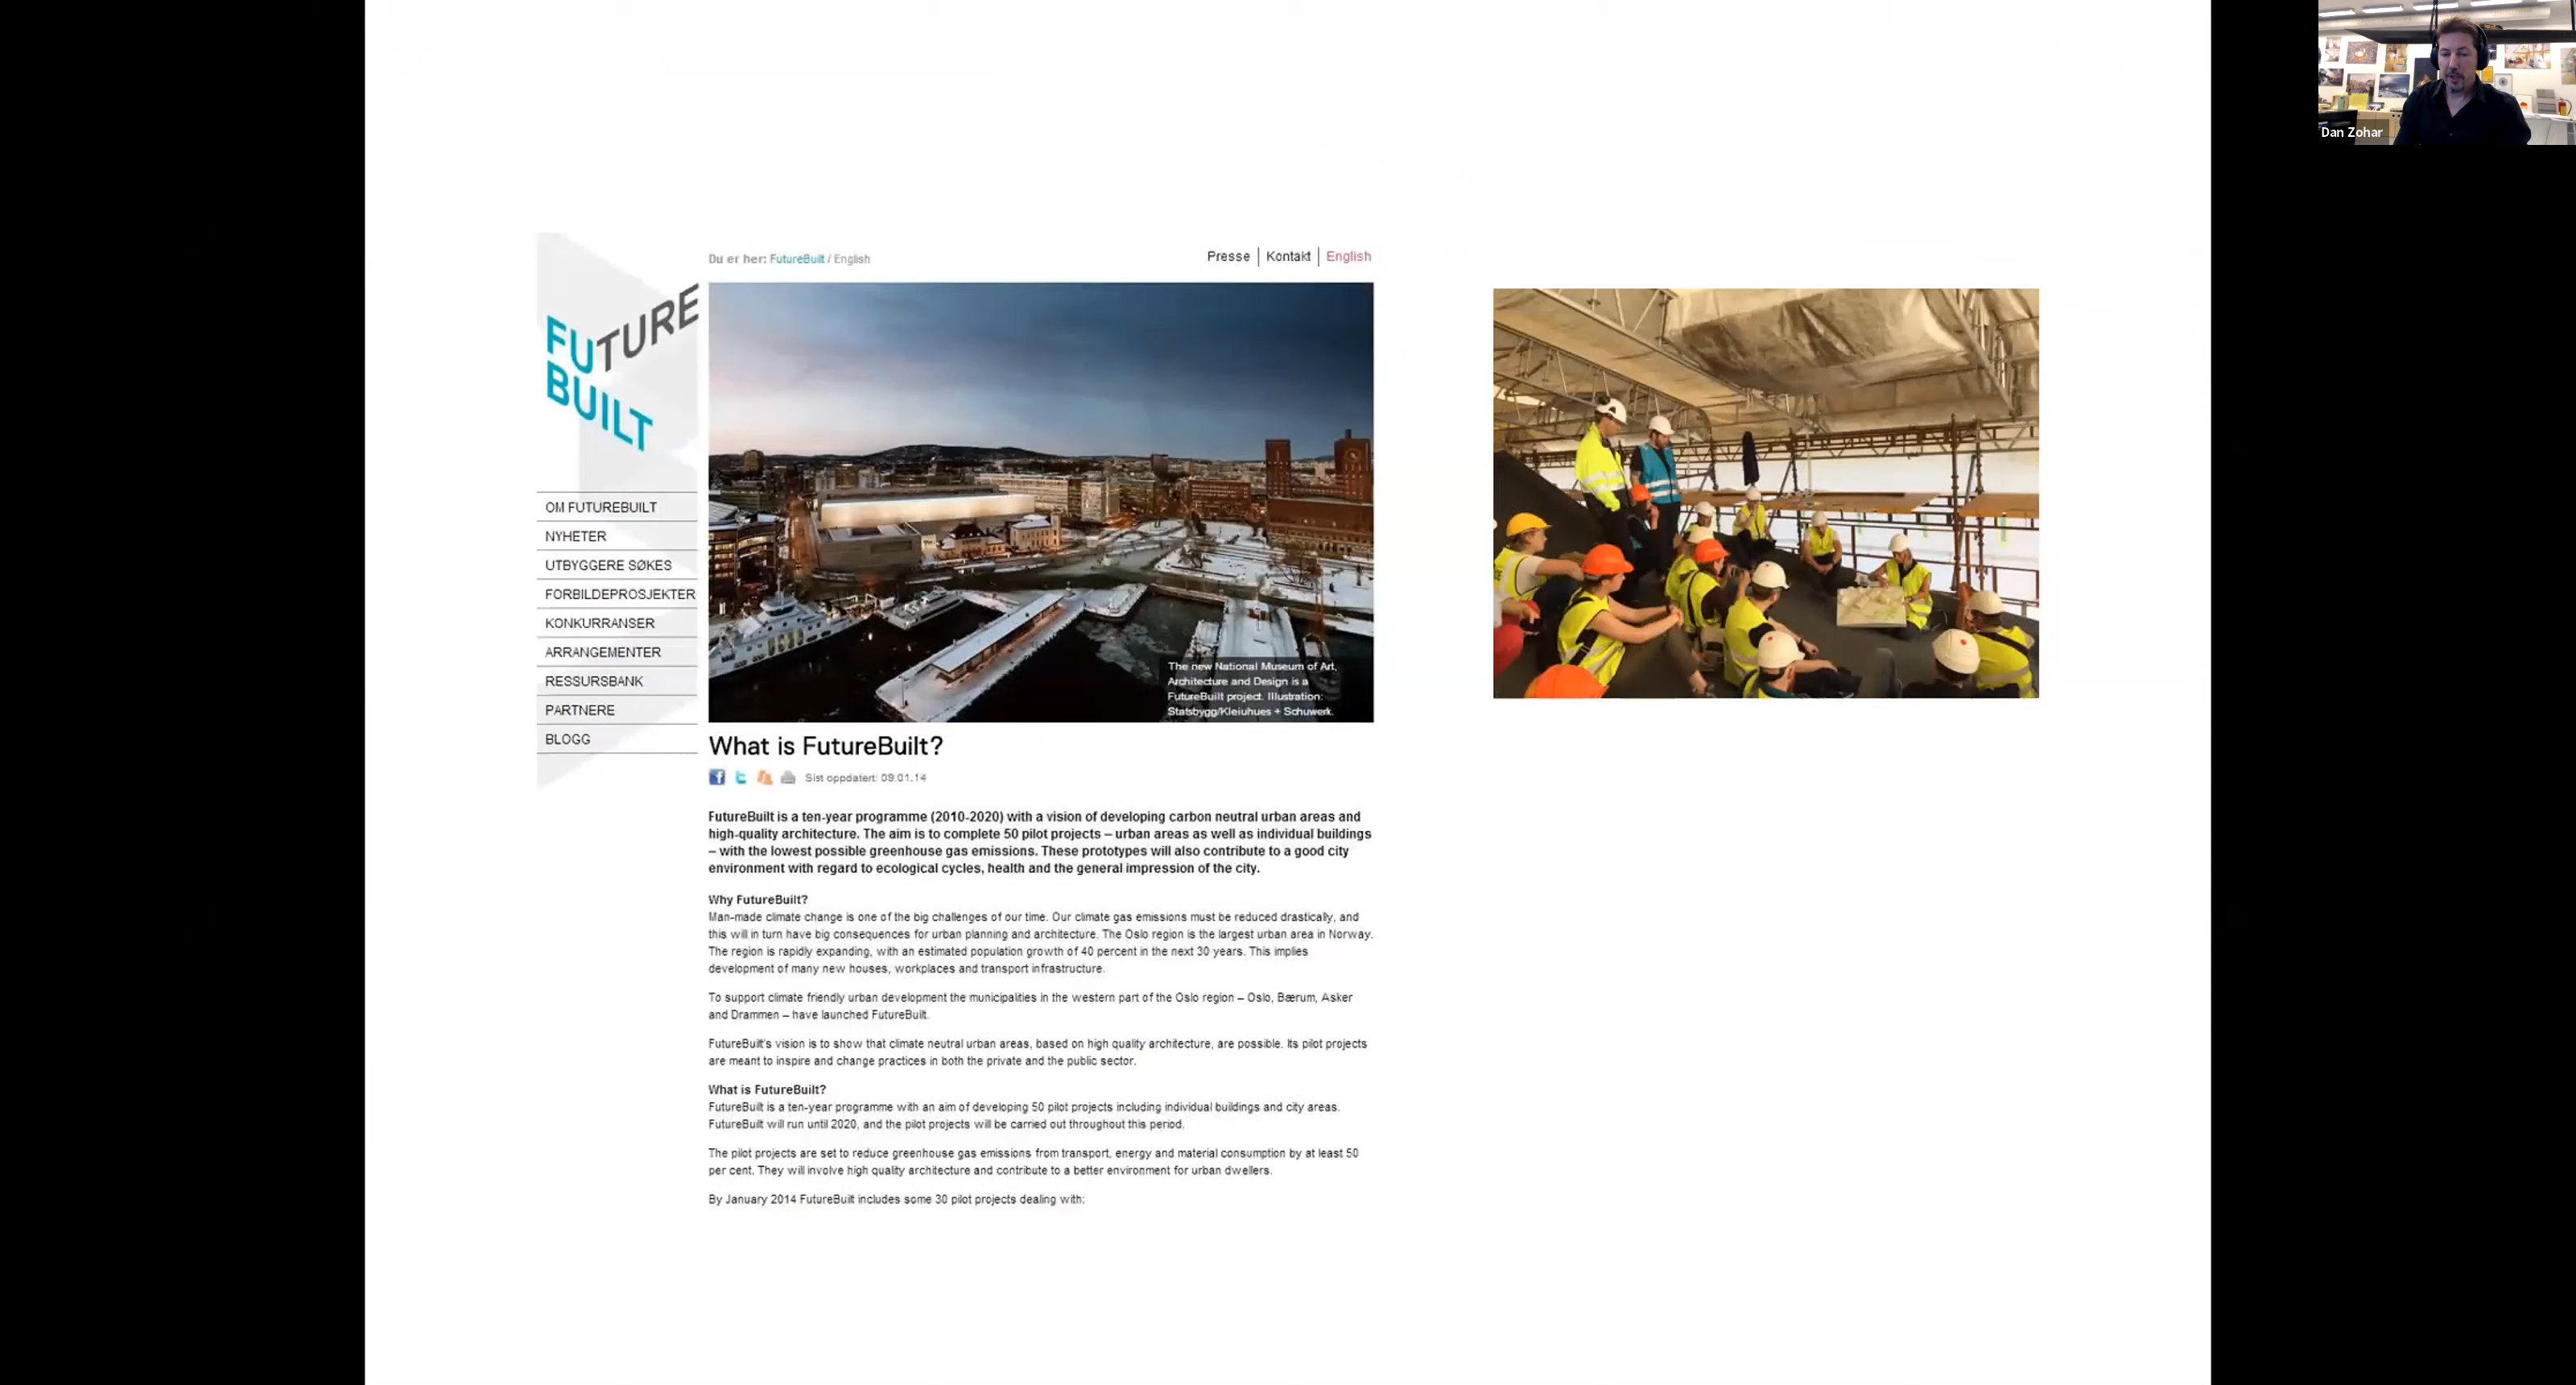 Dan Zohar
Du er her: FutureBuilt / English
Presse | Kontakt | English
FUTURE
BUILT
OM FUTUREBUILT
NYHETER
UTBYGGERE SØKES
FORBILDEPROSJEKTER
KONKURRANSER
ARRANGEMENTER
RESSURSBANK
PARTNERE
BLOGG
The new National Museum of Art,
Architecture and Design is a
FutureBuilt project. Illustration:
Statsbygg/Kleiuhues + Schuwerk.
What is FutureBuilt?
Sist oppdatert: 09.01.14
FutureBuilt is a ten-year programme (2010-2020) with a vision of developing carbon neutral urban areas and
high-quality architecture. The aim is to complete 50 pilot projects – urban areas as well as individual buildings
– with the lowest possible greenhouse gas emissions. These prototypes will also contribute to a good city
environment with regard to ecological cycles, health and the general impression of the city.
Why FutureBuilt?
Man-made climate change is one of the big challenges of our time. Our climate gas emissions must be reduced drastically, and
this will in turn have big consequences for urban planning and architecture. The Oslo region is the largest urban area in Norway.
The region is rapidly expanding, with an estimated population growth of 40 percent in the next 30 years. This implies
development of many new houses, workplaces and transport infrastructure.
To support climate friendly urban development the municipalities in the western part of the Oslo region – Oslo, Bærum, Asker
and Drammen – have launched FutureBuilt.
FutureBuilt's vision is to show that climate neutral urban areas, based on high quality architecture, are possible. Its pilot projects
are meant to inspire and change practices in both the private and the public sector.
What is FutureBuilt?
FutureBuilt is a ten-year programme with an aim of developing 50 pilot projects including individual buildings and city areas.
FutureBuilt will run until 2020, and the pilot projects will be carried out throughout this period.
The pilot projects are set to reduce greenhouse gas emissions from transport, energy and material consumption by at least 50
per cent. They will involve high quality architecture and contribute to a better environment for urban dwellers.
By January 2014 FutureBuilt includes some 30 pilot projects dealing with: